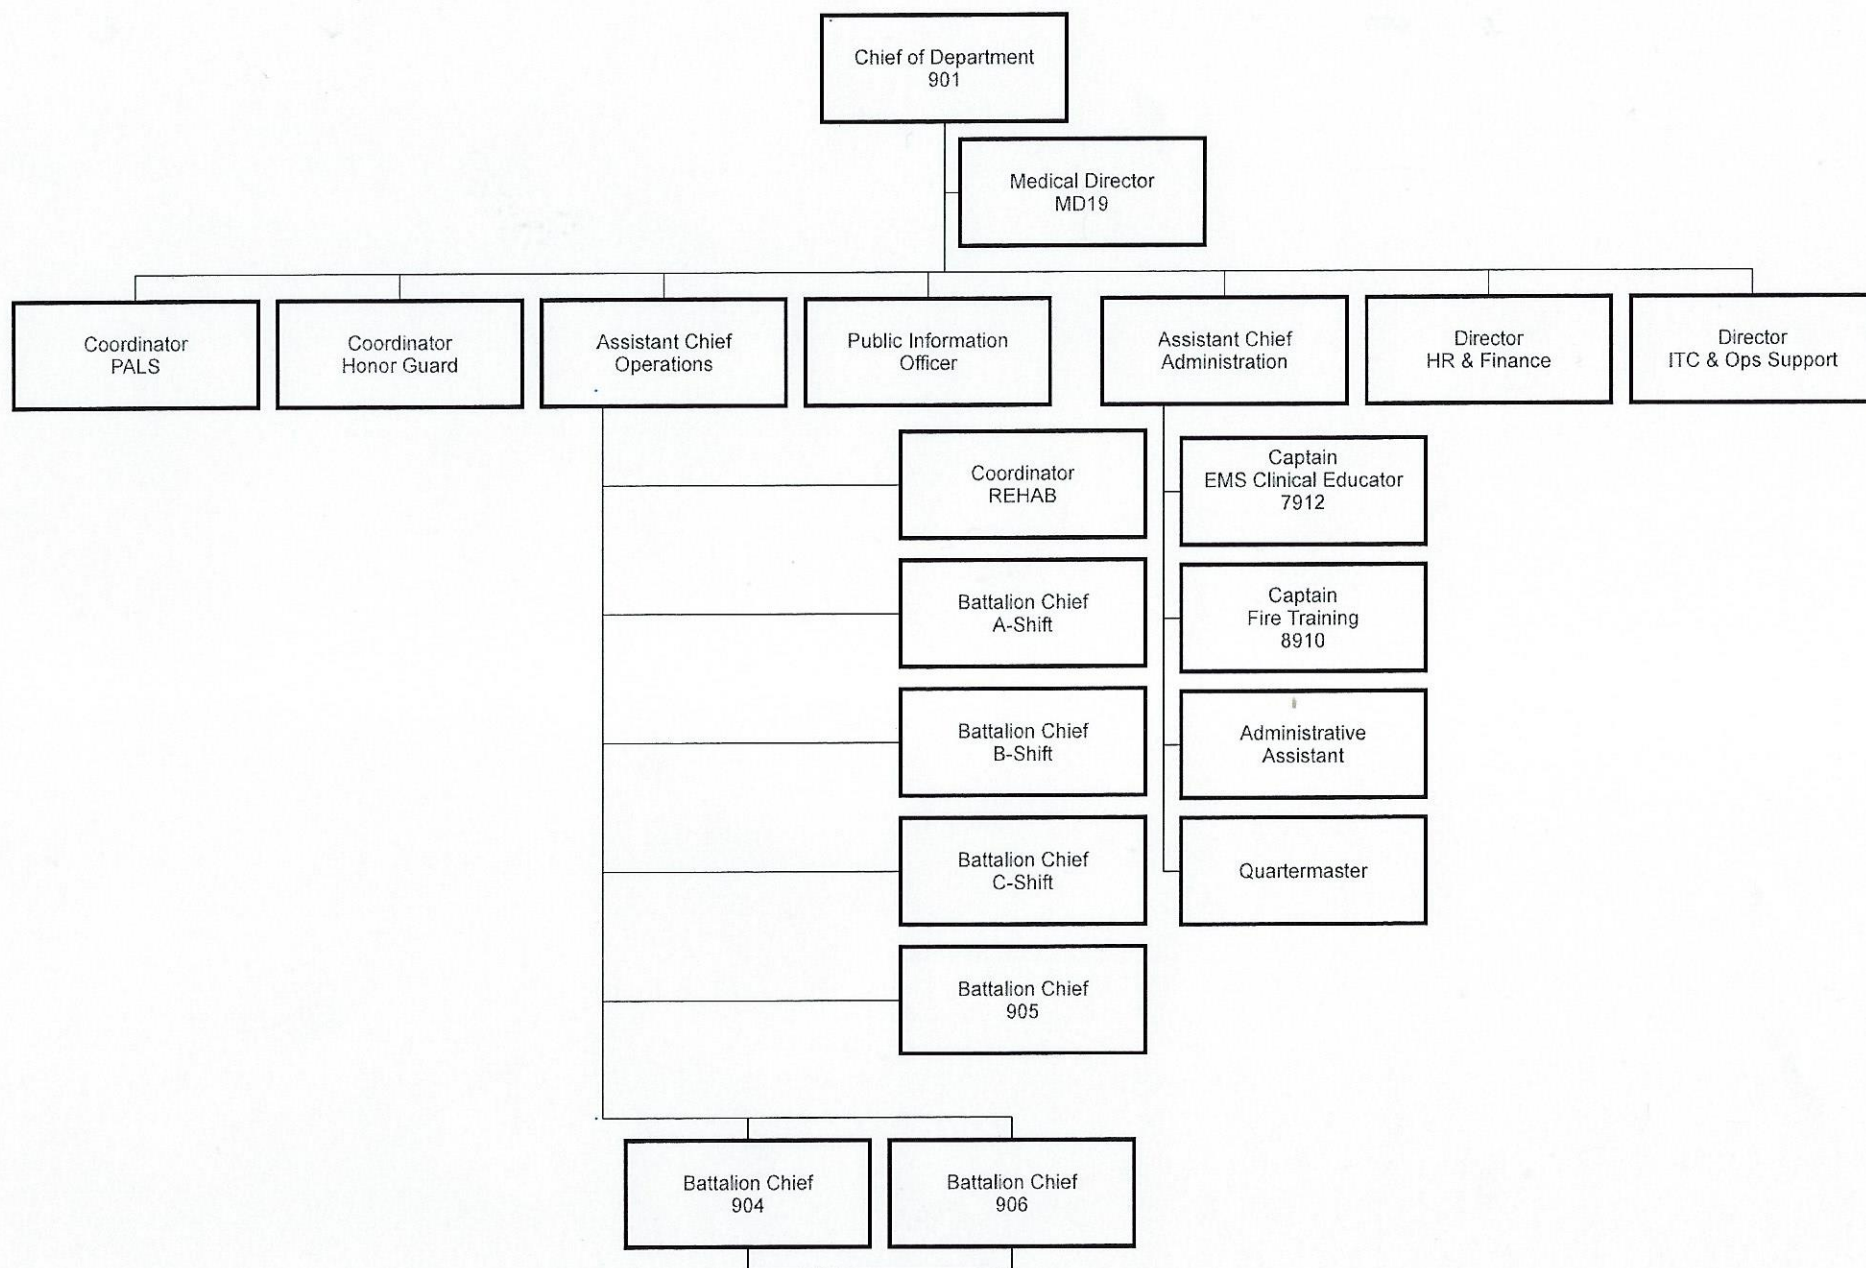 Chief of Department
901
Medical Director
MD19
Coordinator
PALS
Coordinator
Honor Guard
Assistant Chief
Operations
Public Information
Officer
Assistant Chief
Administration
Director
HR & Finance
Director
ITC & Ops Support
Coordinator
REHAB
Battalion Chief
A-Shift
Battalion Chief
B-Shift
Battalion Chief
C-Shift
Battalion Chief
905
Captain
EMS Clinical Educator
7912
Captain
Fire Training
8910
Administrative
Assistant
Quartermaster
Battalion Chief
904
Battalion Chief
906